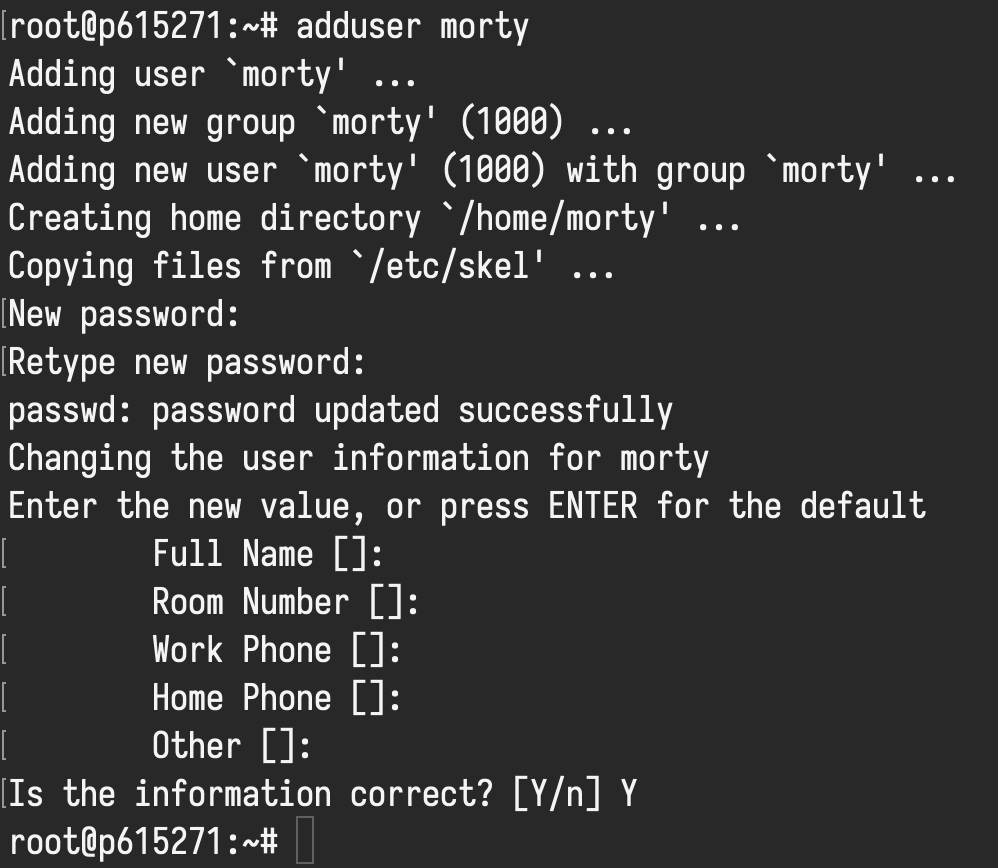 root@p615271:~# adduser morty
Adding user `morty' ...
Adding new group `morty' (1000) ...
Adding new user `morty' (1000) with group `morty' ...
Creating home directory `/home/morty' ...
Copying files from `/etc/skel' ...
New password:
Retype new password:
passwd: password updated successfully
Changing the user information for morty
Enter the new value, or press ENTER for the default
Full Name []:
Room Number []:
Work Phone []:
Home Phone []:
Other []:
Is the information correct? [Y/n] Y
root@p615271:~#